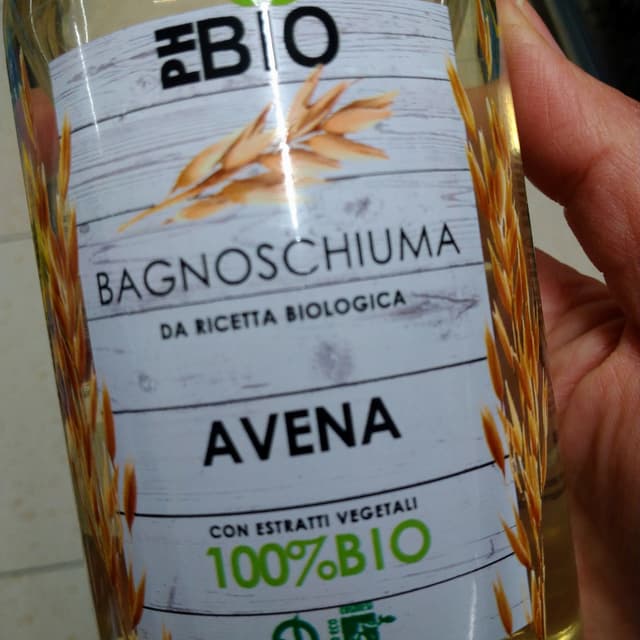 PH BIO
BAGNOSCHIUMA
DA RICETTA BIOLOGICA
AVENA
CON ESTRATTI VEGETALI
100%BIO